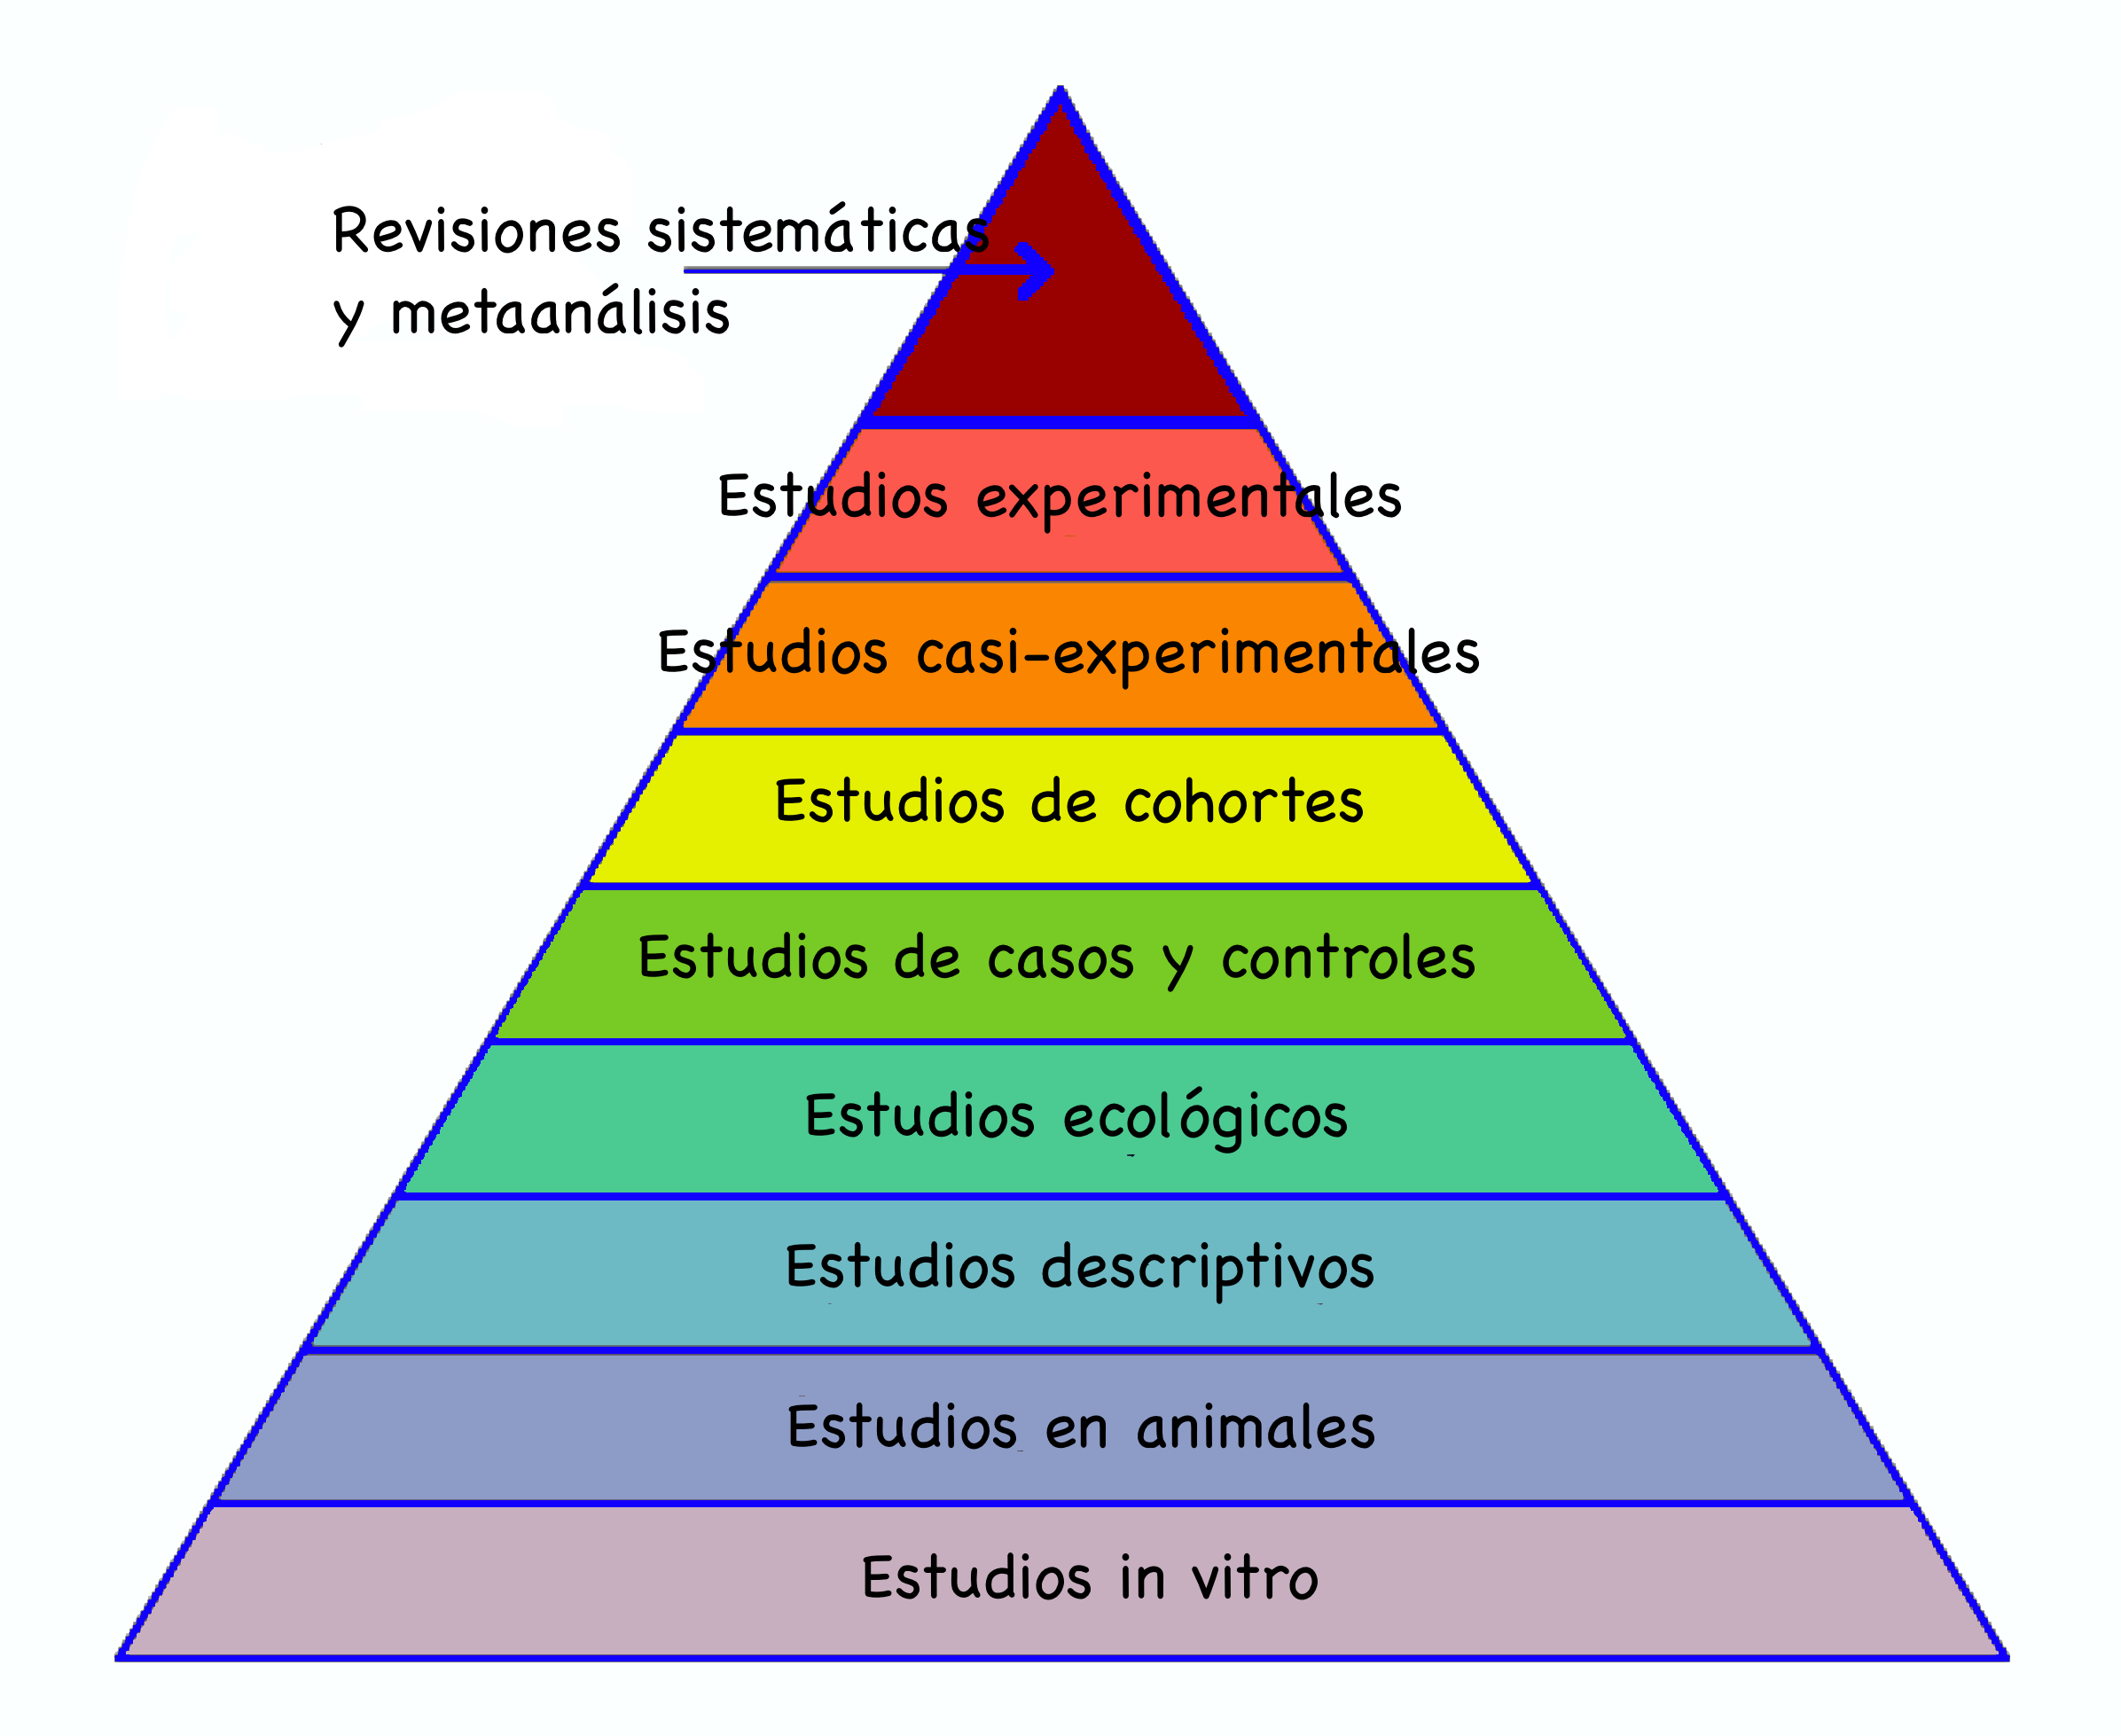 Revisiones sistemáticas
y metaanálisis
Estudios experimentales
Estudios casi-experimentales
Estudios de cohortes
Estudios de casos y controles
Estudios ecológicos
Estudios descriptivos
Estudios en animales
Estudios in vitro